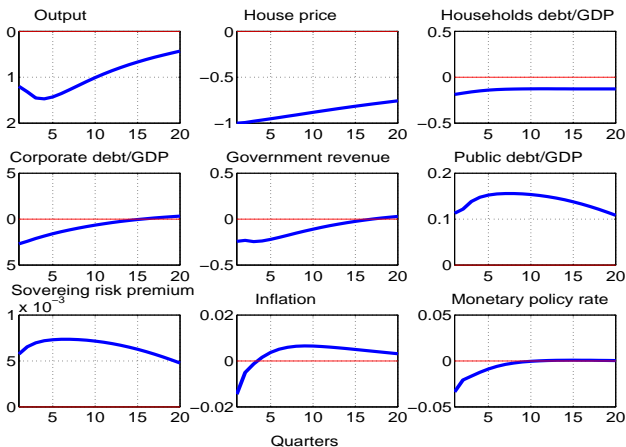 Output
0
1
2
5 10 15 20
House price
0
−0.5
−1
5 10 15 20
Households debt/GDP
0.5
0
−0.5
5 10 15 20
Corporate debt/GDP
5
0
5
5 10 15 20
Government revenue
0.5
0
−0.5
5 10 15 20
Public debt/GDP
0.2
0.1
0
5 10 15 20
Sovereing risk premium
x 10⁻³
1
5
0
5 10 15 20
Inflation
0.02
0
−0.02
5 10 15 20
Monetary policy rate
0.05
0
−0.05
5 10 15 20
Quarters